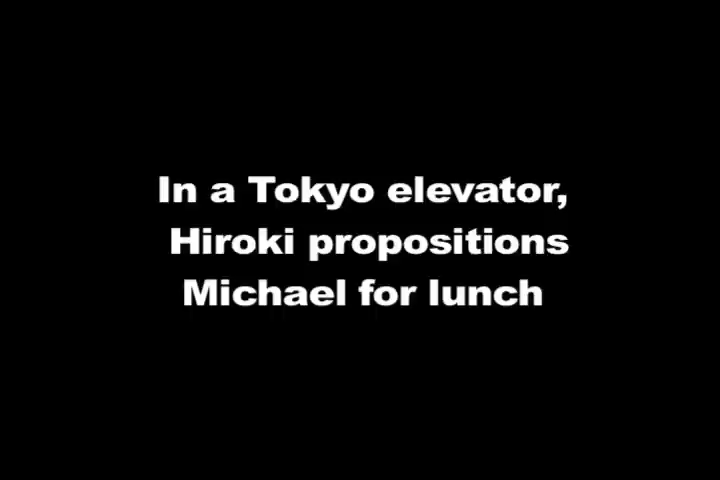 In a Tokyo elevator,
Hiroki propositions
Michael for lunch